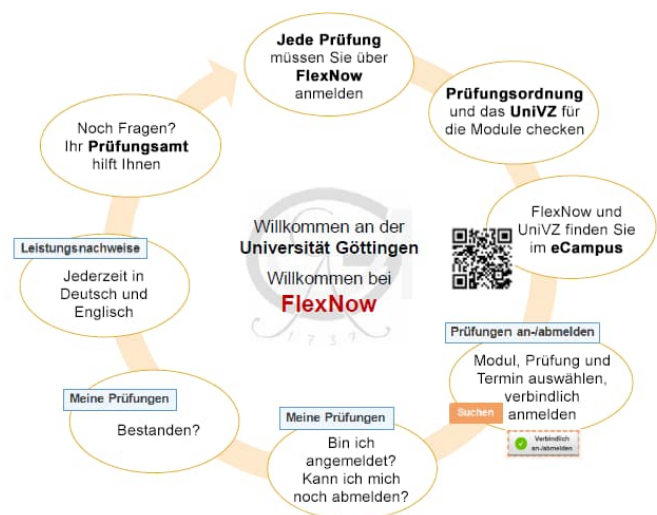 Jede Prüfung
müssen Sie über
FlexNow
anmelden
Prüfungsordnung
und das UniVZ für
die Module checken
FlexNow und
UniVZ finden Sie
im eCampus
Prüfungen an-/abmelden
Modul, Prüfung und
Termin auswählen,
verbindlich
anmelden
Suchen
Verbindlich
an-/abmelden
Meine Prüfungen
Bin ich
angemeldet?
Kann ich mich
noch abmelden?
Meine Prüfungen
Bestanden?
Leistungsnachweise
Jederzeit in
Deutsch und
Englisch
Noch Fragen?
Ihr Prüfungsamt
hilft Ihnen
Willkommen an der
Universität Göttingen
Willkommen bei
FlexNow
1737